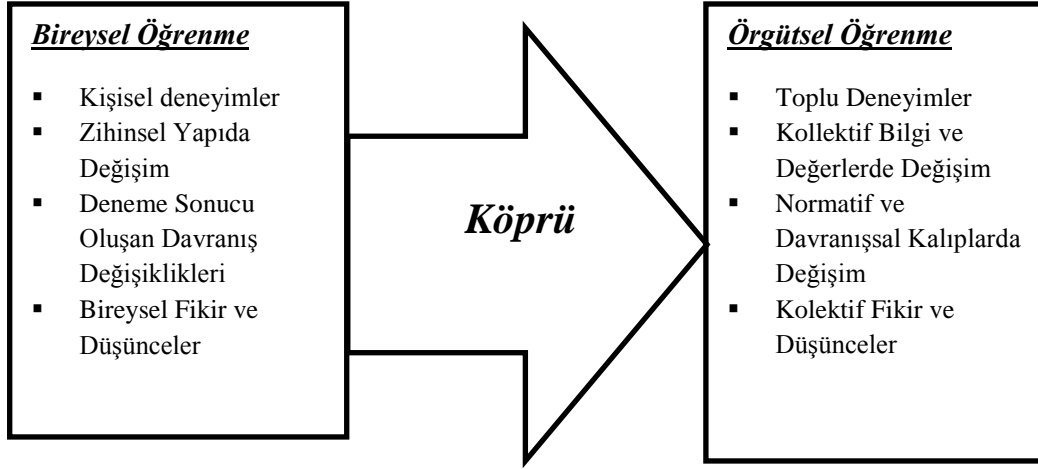 Bireysel Öğrenme
▪ Kişisel deneyimler
▪ Zihinsel Yapıda
Değişim
▪ Deneme Sonucu
Oluşan Davranış
Değişiklikleri
▪ Bireysel Fikir ve
Düşünceler
Köprü
Örgütsel Öğrenme
▪ Toplu Deneyimler
▪ Kollektif Bilgi ve
Değerlerde Değişim
▪ Normatif ve
Davranışsal Kalıplarda
Değişim
▪ Kolektif Fikir ve
Düşünceler